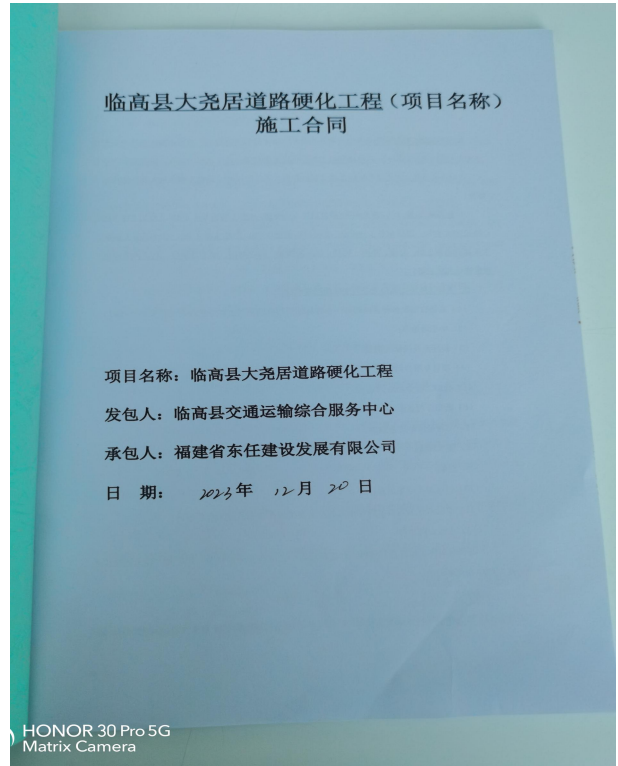 临高县大尧居道路硬化工程（项目名称）
施工合同
项目名称：临高县大尧居道路硬化工程
发包人：临高县交通运输综合服务中心
承包人：福建省东任建设发展有限公司
日 期： 2023年 12月 20日
HONOR 30 Pro 5G
Matrix Camera